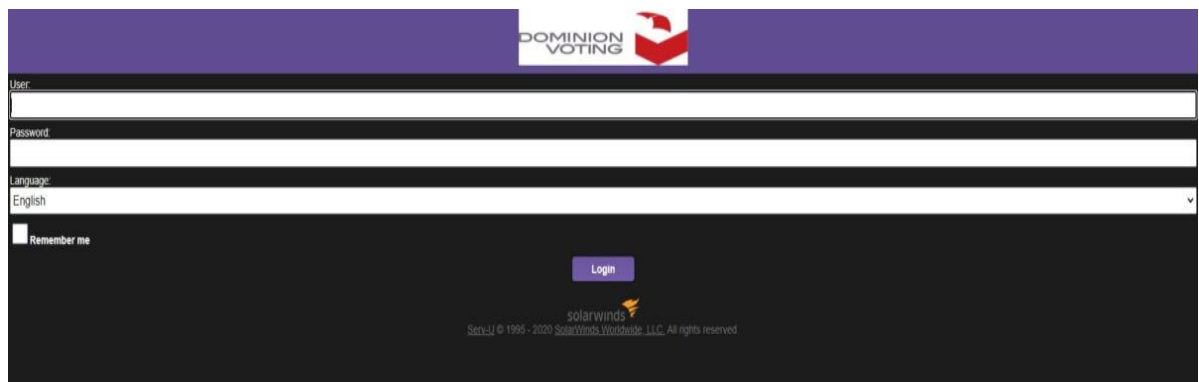 DOMINION
VOTING
User:
Password:
Language:
English
Remember me
Login
solarwinds
Serv-U © 1995 - 2020 SolarWinds Worldwide, LLC. All rights reserved.